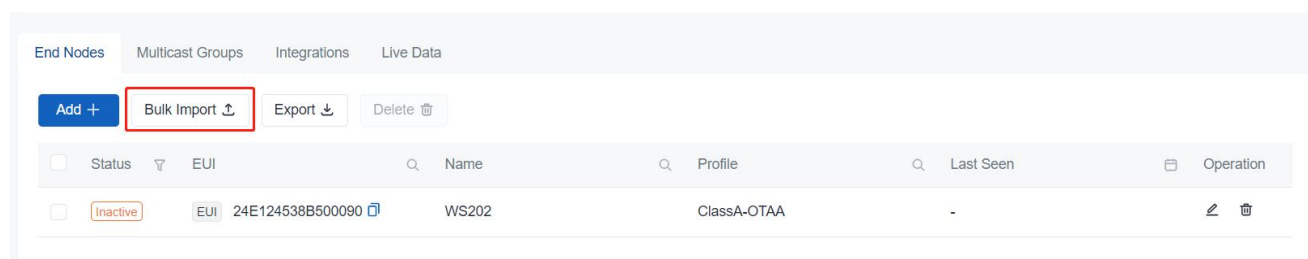 End Nodes Multicast Groups Integrations Live Data
Add + Bulk Import Export Delete
Status EUI Name Profile Last Seen Operation
Inactive EUI 24E124538B500090 WS202 ClassA-OTAA -